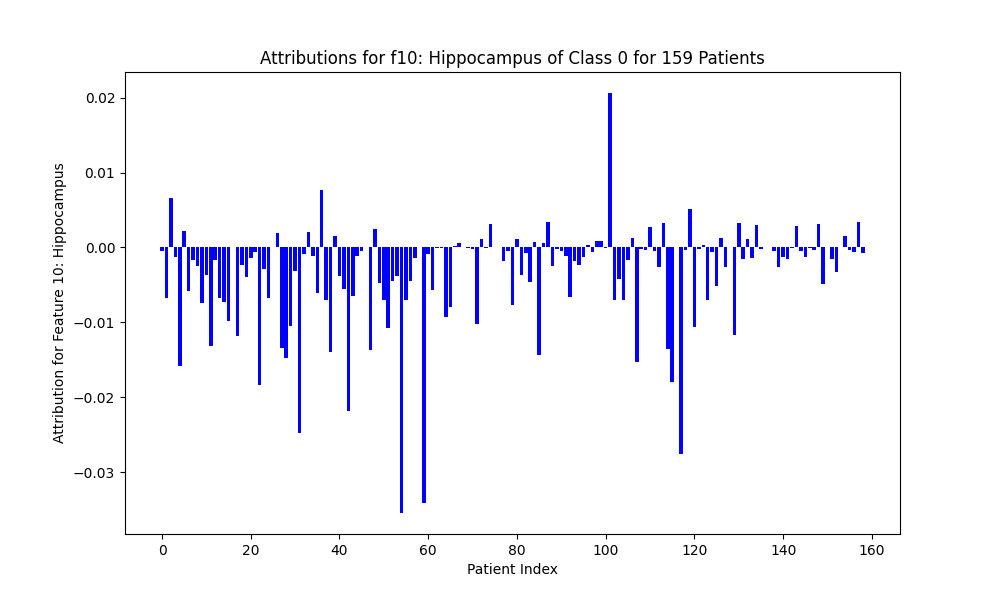 Attributions for f10: Hippocampus of Class 0 for 159 Patients
Attribution for Feature 10: Hippocampus
0.02
0.01
0.00
−0.01
−0.02
−0.03
0 20 40 60 80 100 120 140 160
Patient Index